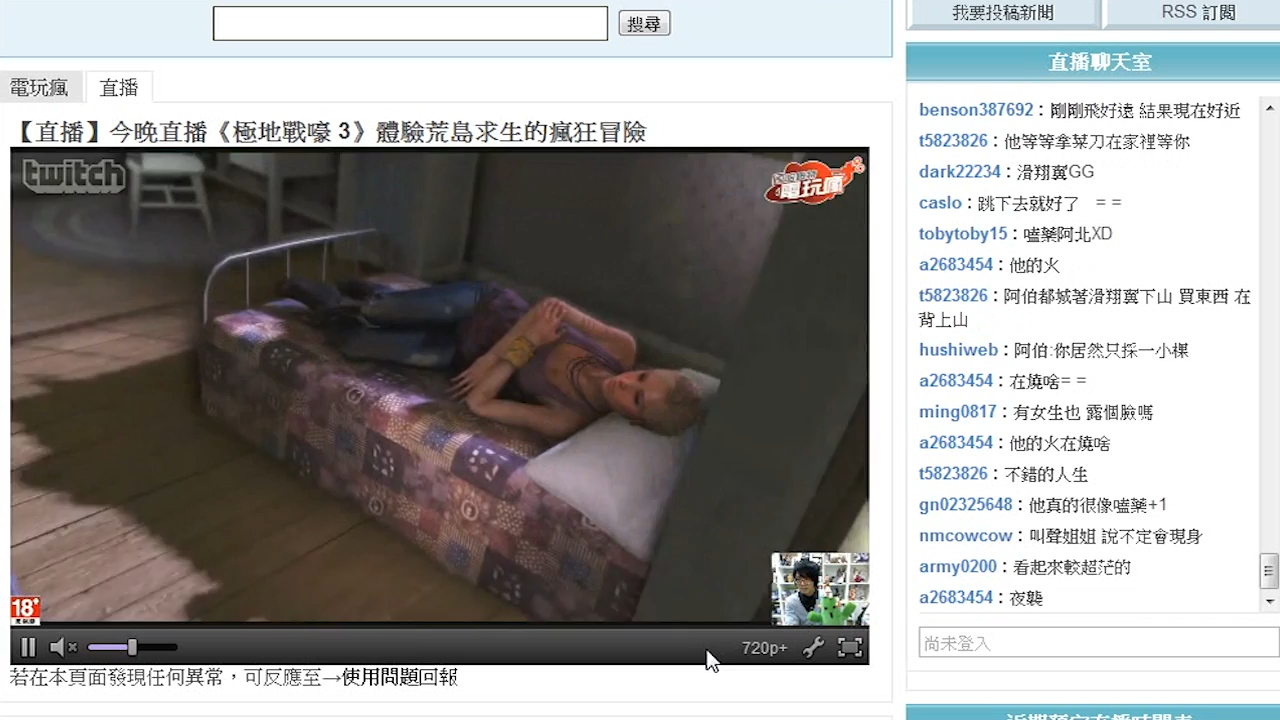 搜尋
我要投稿新聞
RSS 訂閱
電玩瘋
直播
【直播】今晚直播《極地戰嚎 3》體驗荒島求生的瘋狂冒險
twitch
電玩瘋
18+
720p+
若在本頁面發現任何異常，可反應至→使用問題回報
直播聊天室
benson387692：剛剛飛好遠 結果現在好近
t5823826：他等等拿菜刀在家裡等你
dark22234：滑翔翼GG
caslo：跳下去就好了 = =
tobytoby15：嗑藥阿北XD
a2683454：他的火
t5823826：阿伯都城著滑翔翼下山 買東西 在
背上山
hushiweb：阿伯:你居然只採一小樑
a2683454：在燒啥= =
ming0817：有女生也 露個臉嗎
a2683454：他的火在燒啥
t5823826：不錯的人生
gn02325648：他真的很像嗑藥+1
nmcowcow：叫聲姐姐 說不定會現身
army0200：看起來較超茫的
a2683454：夜襲
尚未登入